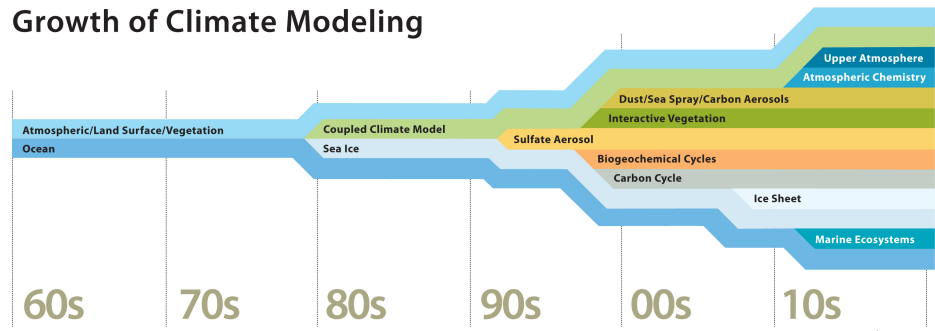 Growth of Climate Modeling
Upper Atmosphere
Atmospheric Chemistry
Dust/Sea Spray/Carbon Aerosols
Interactive Vegetation
Atmospheric/Land Surface/Vegetation
Coupled Climate Model
Sulfate Aerosol
Ocean
Sea Ice
Biogeochemical Cycles
Carbon Cycle
Ice Sheet
Marine Ecosystems
60s 70s 80s 90s 00s 10s